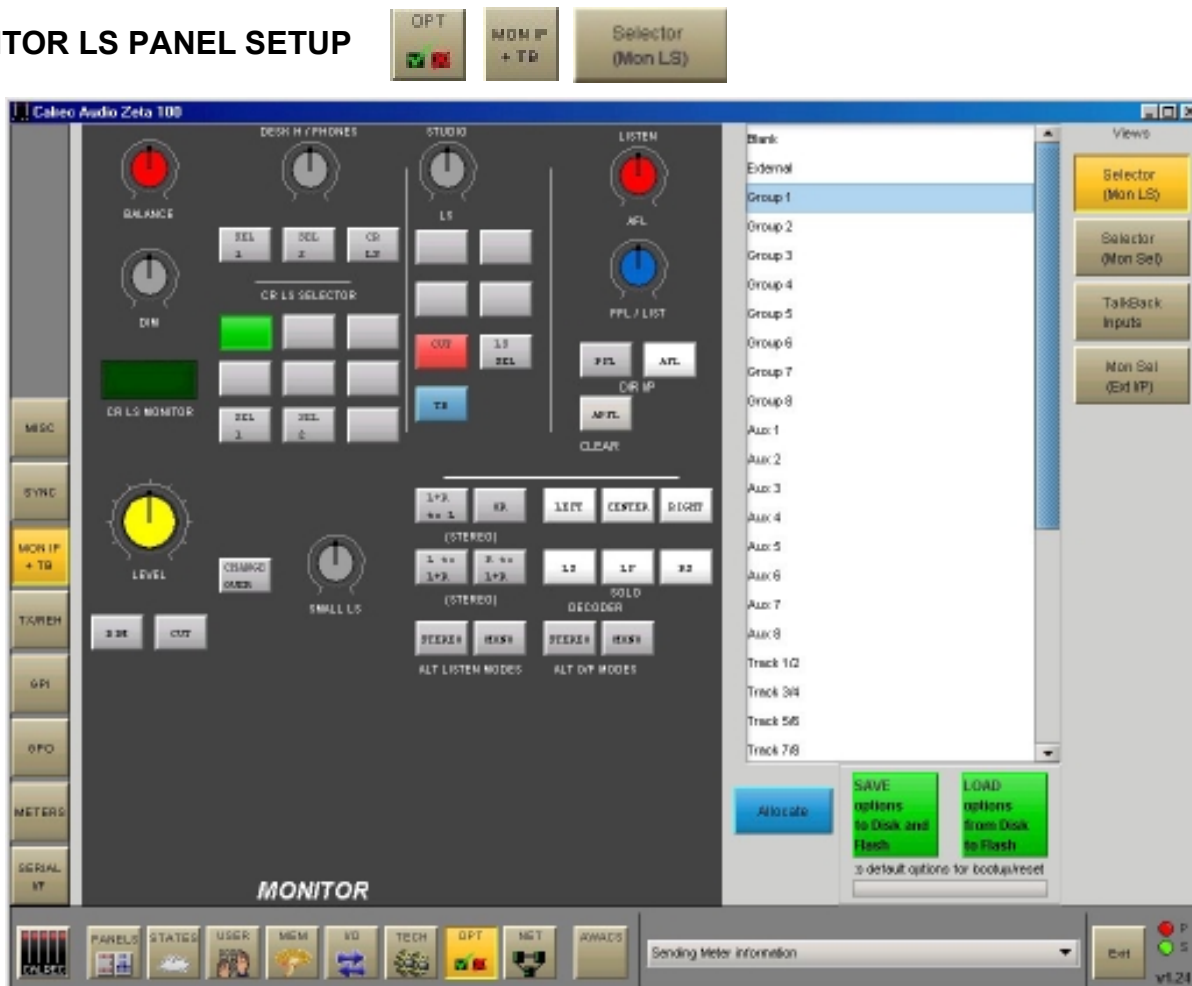 TOR LS PANEL SETUP
OPT
MON IP
+ TB
Selector
(Mon LS)
Calrec Audio Zeta 100
DESK H / PHONES
STUDIO
LISTEN
BALANCE
LS
AFL
SEL
1
SEL
2
CR
LS
DIM
CR LS SELECTOR
PFL / LIST
CUT
LS
SEL
PFL
AFL
DIR I/P
CR LS MONITOR
SEL
1
SEL
2
TB
APFL
CLEAR
L+R
to L
LEFT
CENTER
RIGHT
(STEREO)
LEVEL
CHANGE
OVER
SMALL LS
L to
L+R
R to
L+R
LS
LF
RS
SOLO
(STEREO)
DECODER
DIM
CUT
STEREO
MONO
STEREO
MONO
ALT LISTEN MODES
ALT O/P MODES
MONITOR
MISC
SYNC
MON IP
+ TB
TX/REH
GPI
GPO
METERS
SERIAL
I/F
Blank
External
Group 1
Group 2
Group 3
Group 4
Group 5
Group 6
Group 7
Group 8
Aux 1
Aux 2
Aux 3
Aux 4
Aux 5
Aux 6
Aux 7
Aux 8
Track 1/2
Track 3/4
Track 5/6
Track 7/8
Views
Selector
(Mon LS)
Selector
(Mon Sel)
TalkBack
Inputs
Mon Sel
(Ext I/P)
Allocate
SAVE
options
to Disk and
Flash
LOAD
options
from Disk
to Flash
:s default options for bootup/reset
CALREC
PANELS
STATES
USER
MEM
I/O
TECH
OPT
NET
AWACS
Sending Meter information
Exit
P
S
v1.24